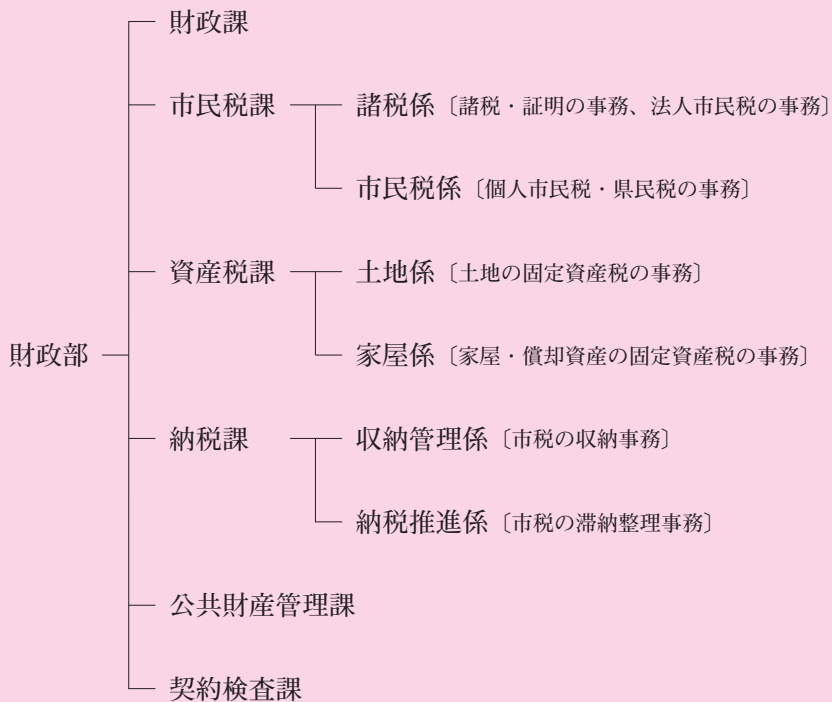 財政課
市民税課
諸税係〔諸税・証明の事務、法人市民税の事務〕
市民税係〔個人市民税・県民税の事務〕
資産税課
土地係〔土地の固定資産税の事務〕
財政部
家屋係〔家屋・償却資産の固定資産税の事務〕
納税課
収納管理係〔市税の収納事務〕
納税推進係〔市税の滞納整理事務〕
公共財産管理課
契約検査課